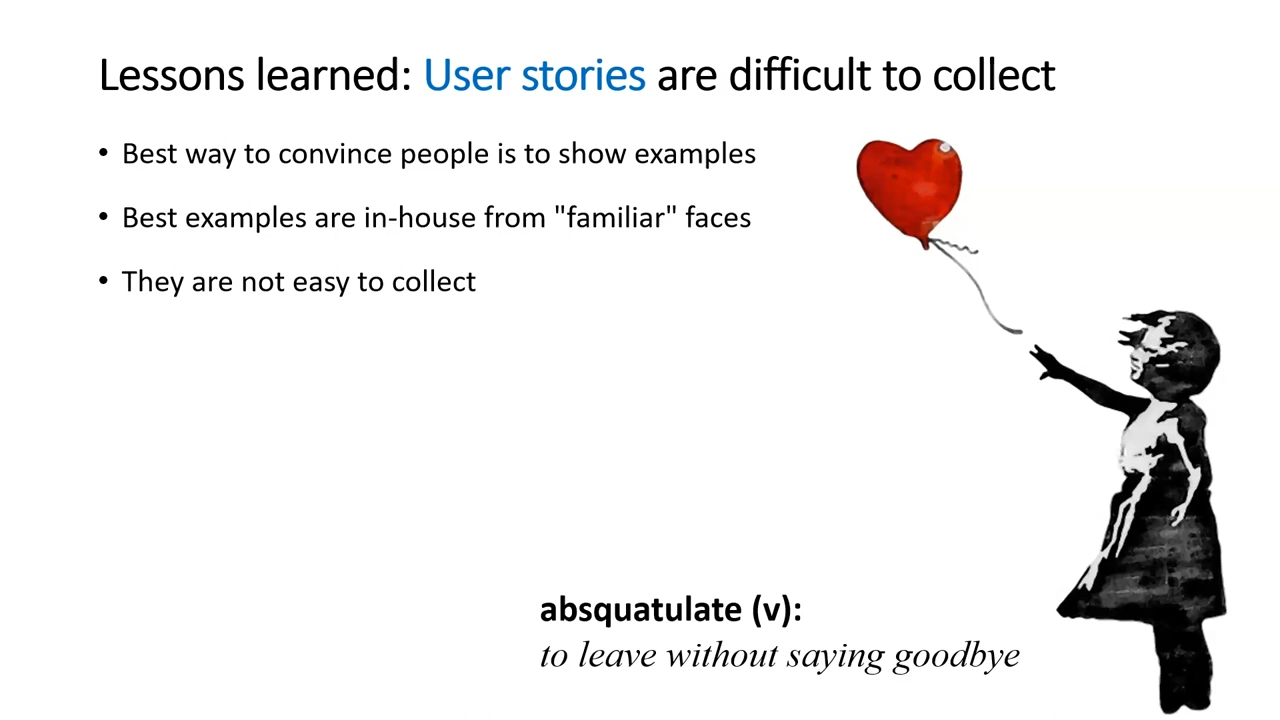 Lessons learned: User stories are difficult to collect
• Best way to convince people is to show examples
• Best examples are in-house from "familiar" faces
• They are not easy to collect
absquatulate (v):
to leave without saying goodbye